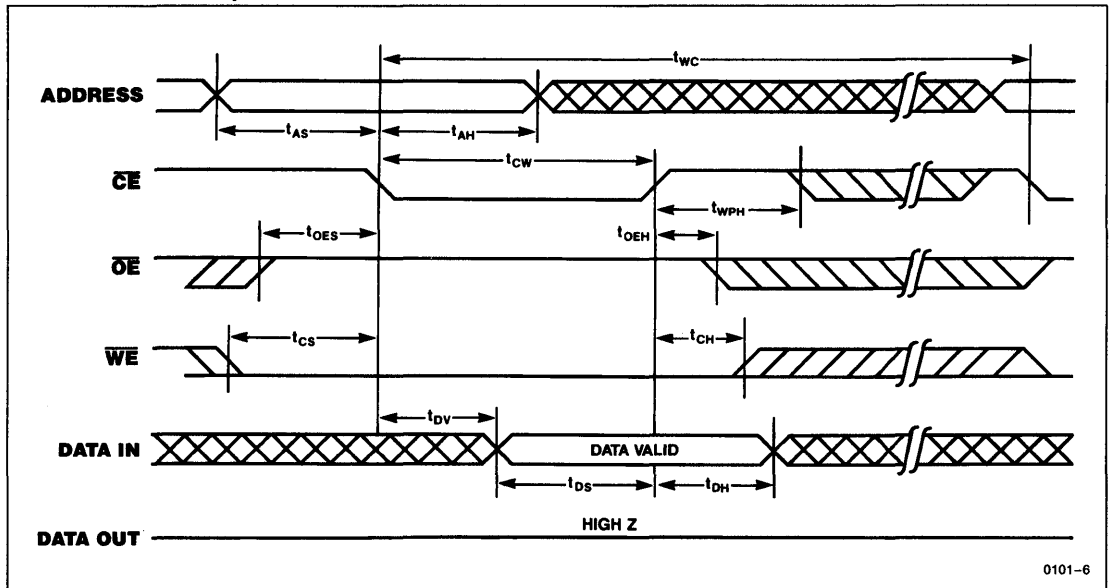 tWC
ADDRESS
tAS
tAH
tCW
CE
tWPH
tOES
tOEH
OE
tCS
tCH
WE
tDV
DATA IN
DATA VALID
tDS
tDH
HIGH Z
DATA OUT
0101–6